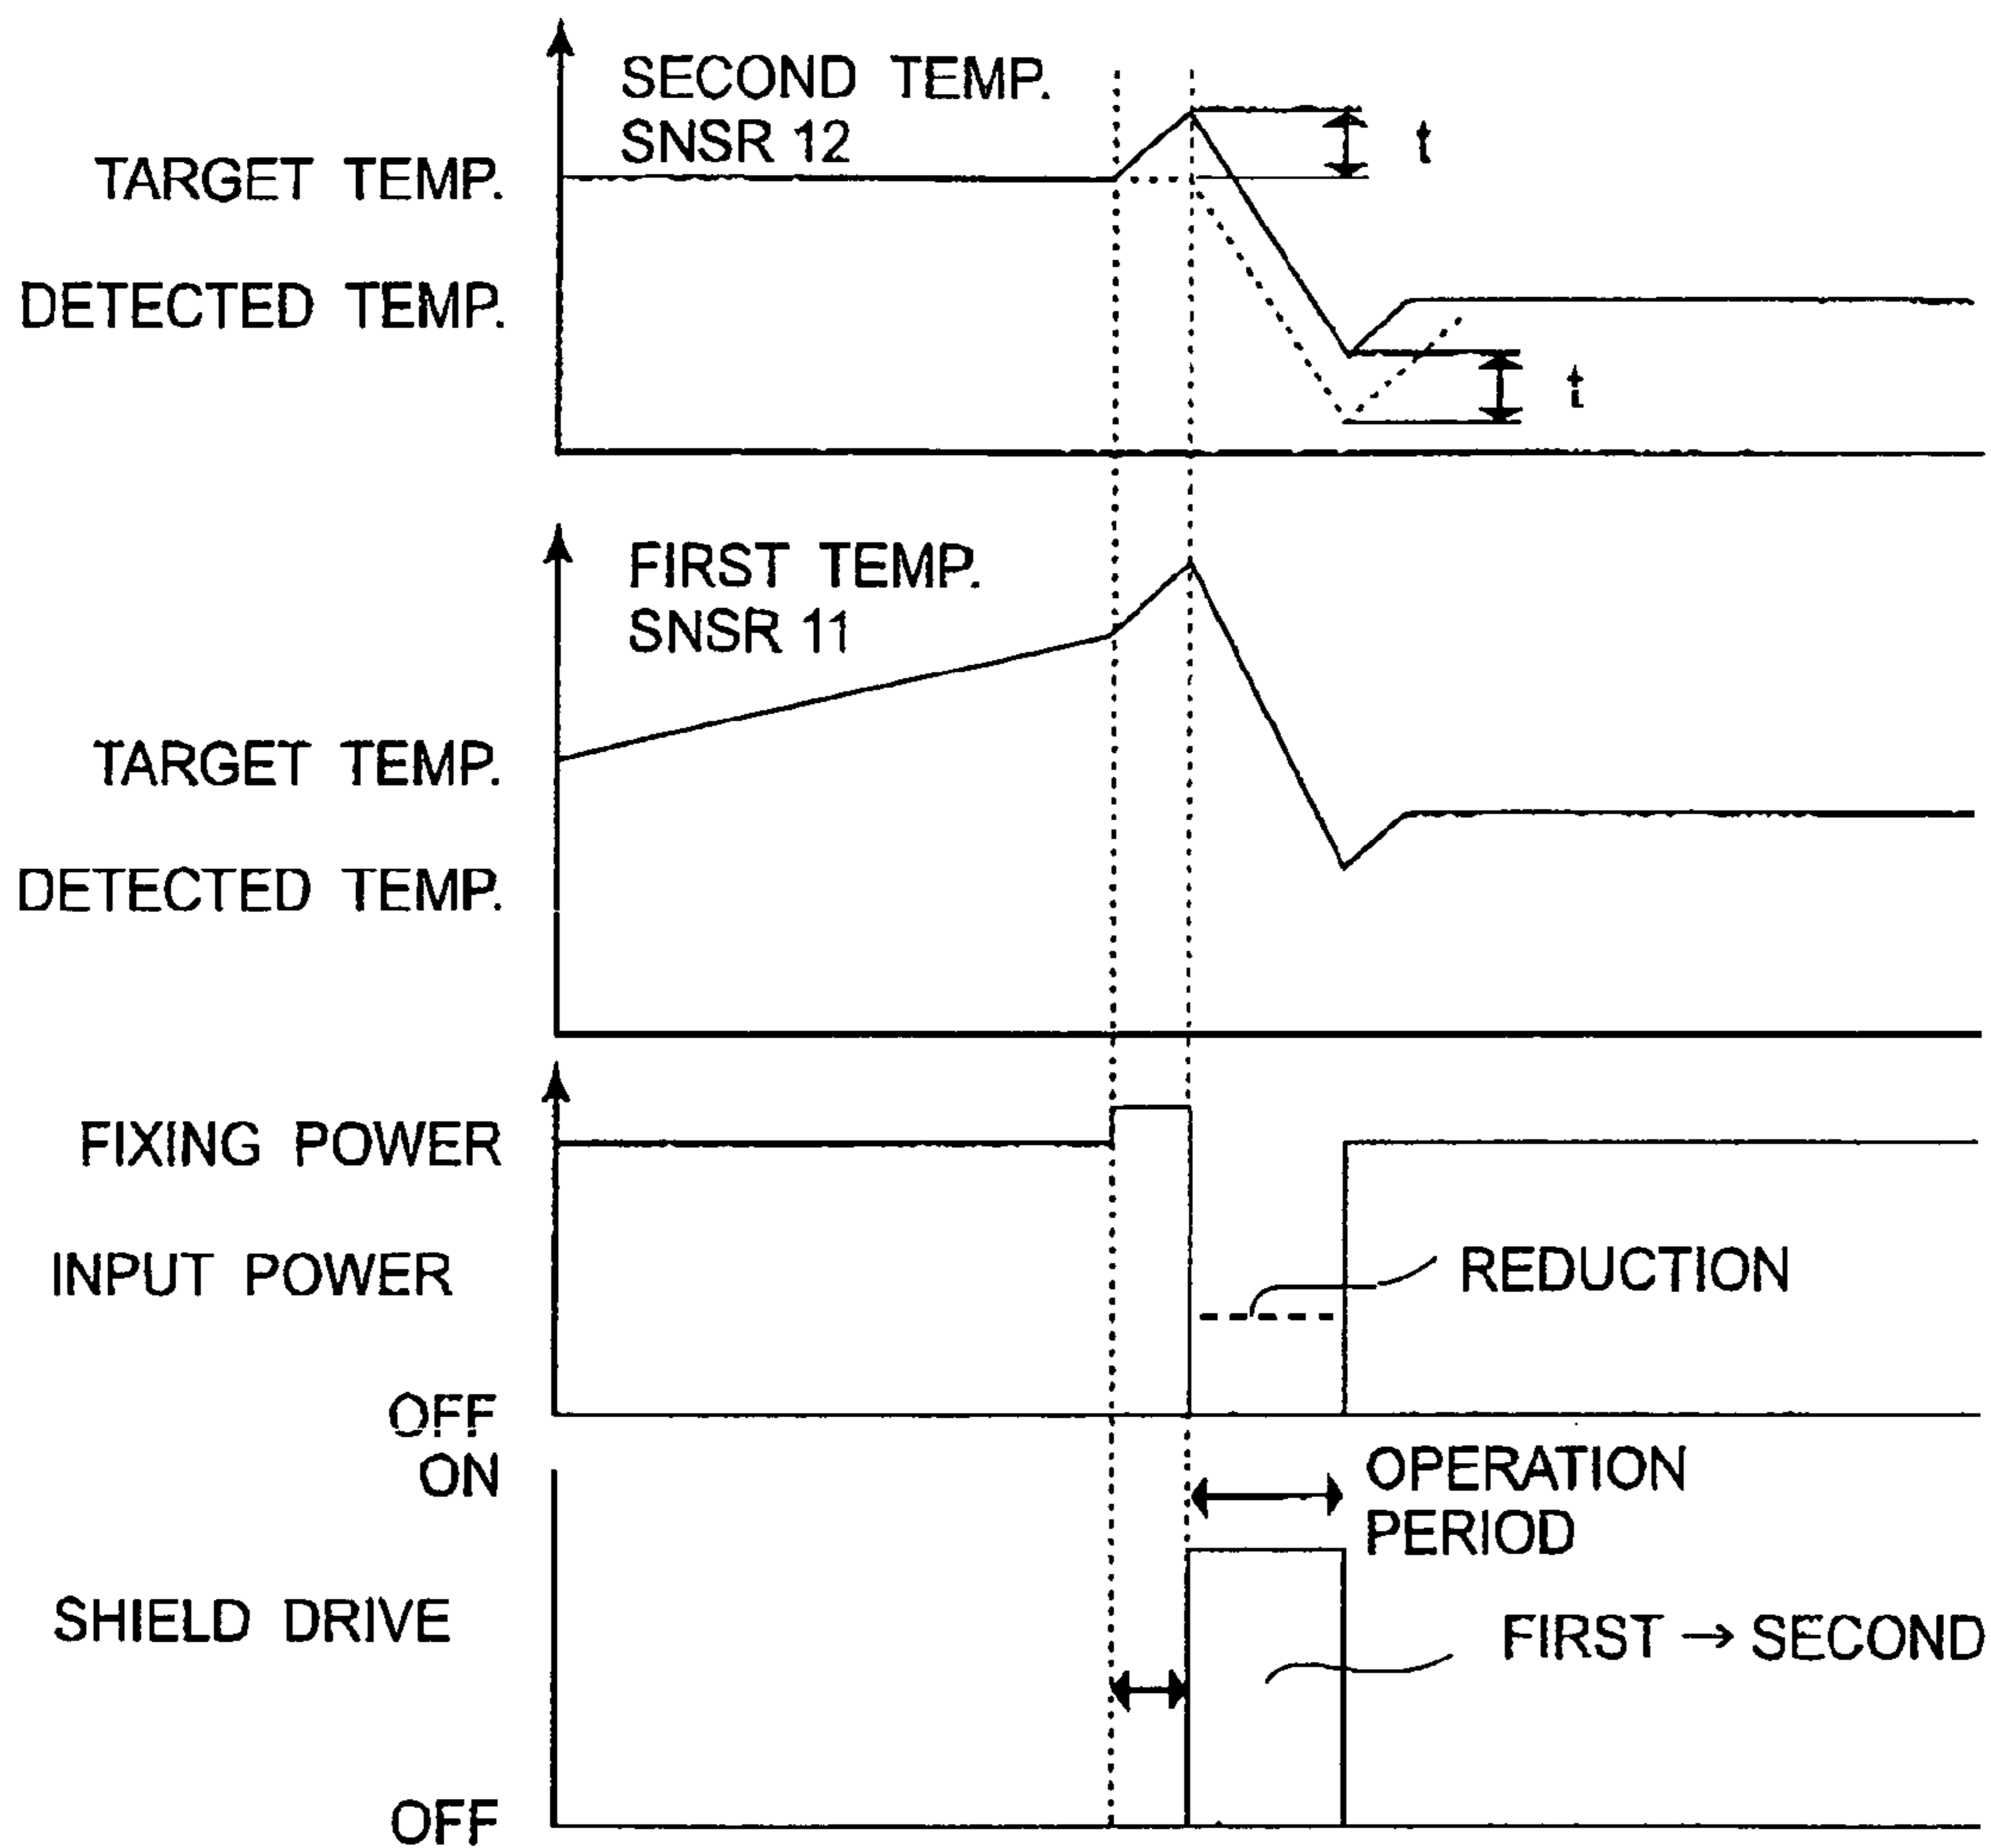 SECOND TEMP.
SNSR 12
t
TARGET TEMP.
DETECTED TEMP.
t
FIRST TEMP.
SNSR 11
TARGET TEMP.
DETECTED TEMP.
FIXING POWER
INPUT POWER
REDUCTION
OFF
ON
OPERATION
PERIOD
SHIELD DRIVE
FIRST → SECOND
OFF